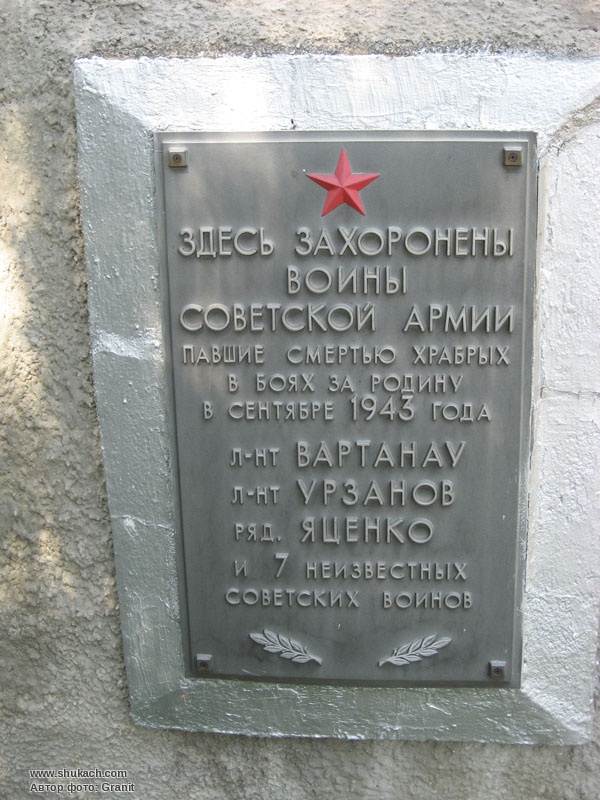 ЗДЕСЬ ЗАХОРОНЕНЫ
ВОИНЫ
СОВЕТСКОЙ АРМИИ
ПАВШИЕ СМЕРТЬЮ ХРАБРЫХ
В БОЯХ ЗА РОДИНУ
В СЕНТЯБРЕ 1943 ГОДА
Л-НТ ВАРТАНАУ
Л-НТ УРЗАНОВ
РЯД. ЯЦЕНКО
И 7 НЕИЗВЕСТНЫХ
СОВЕТСКИХ ВОИНОВ
www.shukach.com
Автор фото: Granit